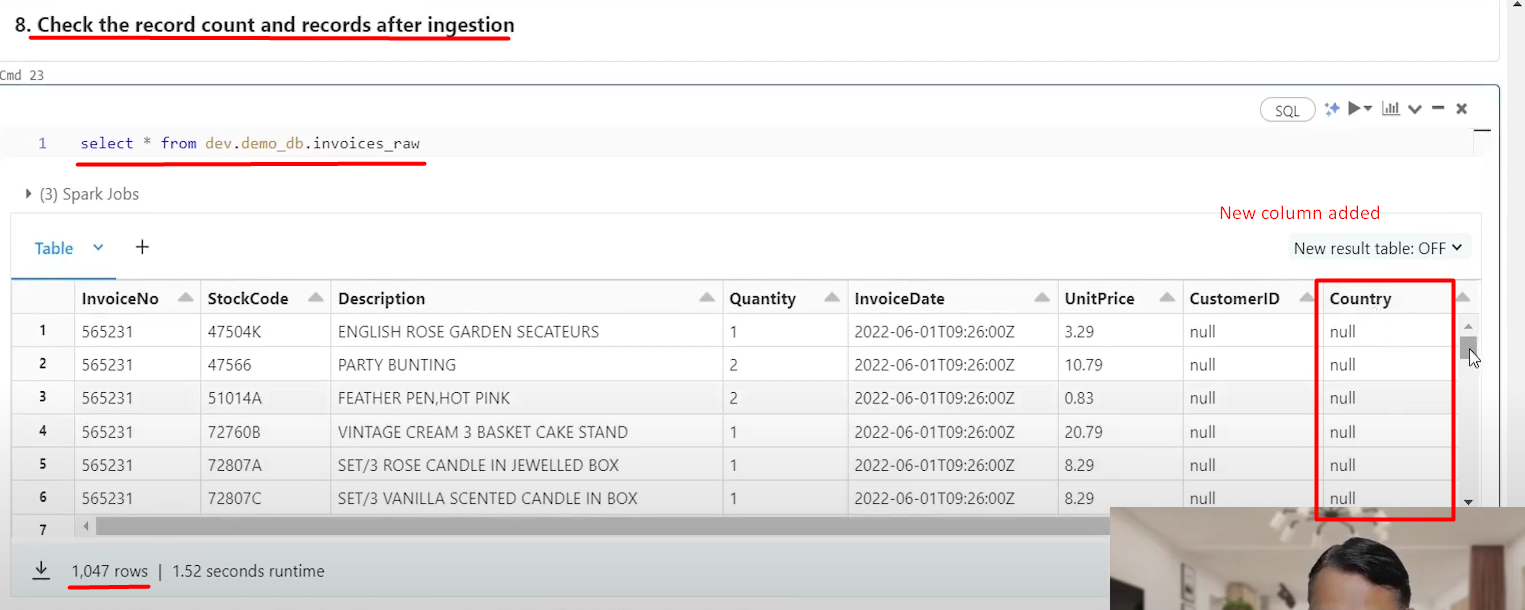 8. Check the record count and records after ingestion
Cmd 23
SQL
1 select * from dev.demo_db.invoices_raw
(3) Spark Jobs
New column added
Table +
New result table: OFF
InvoiceNo StockCode Description Quantity InvoiceDate UnitPrice CustomerID Country
1 565231 47504K ENGLISH ROSE GARDEN SECATEURS 1 2022-06-01T09:26:00Z 3.29 null null
2 565231 47566 PARTY BUNTING 2 2022-06-01T09:26:00Z 10.79 null null
3 565231 51014A FEATHER PEN,HOT PINK 2 2022-06-01T09:26:00Z 0.83 null null
4 565231 72760B VINTAGE CREAM 3 BASKET CAKE STAND 1 2022-06-01T09:26:00Z 20.79 null null
5 565231 72807A SET/3 ROSE CANDLE IN JEWELLED BOX 1 2022-06-01T09:26:00Z 8.29 null null
6 565231 72807C SET/3 VANILLA SCENTED CANDLE IN BOX 1 2022-06-01T09:26:00Z 8.29 null null
7
1,047 rows | 1.52 seconds runtime